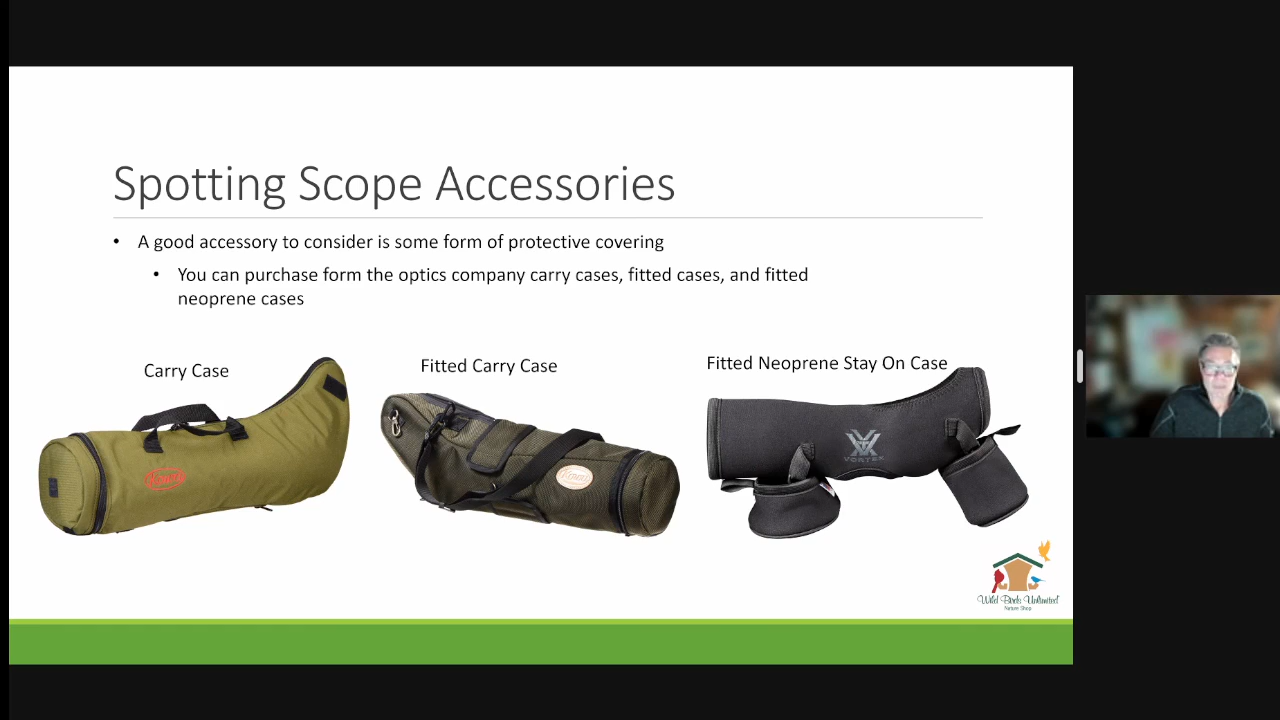 Spotting Scope Accessories
• A good accessory to consider is some form of protective covering
• You can purchase form the optics company carry cases, fitted cases, and fitted
neoprene cases
Carry Case
Fitted Carry Case
Fitted Neoprene Stay On Case
Kowa
VORTEX
Wild Birds Unlimited
Nature Shop